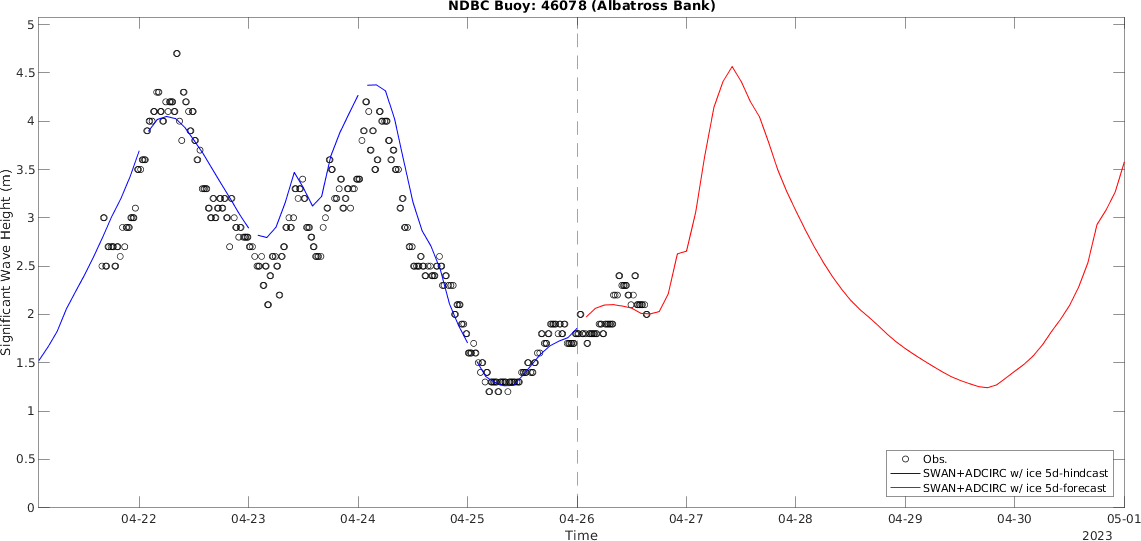 NDBC Buoy: 46078 (Albatross Bank)
5
4.5
4
3.5
3
2.5
2
1.5
1
0.5
0
Significant Wave Height (m)
Obs.
SWAN+ADCIRC w/ ice 5d-hindcast
SWAN+ADCIRC w/ ice 5d-forecast
04-22 04-23 04-24 04-25 04-26 04-27 04-28 04-29 04-30 05-01
Time
2023